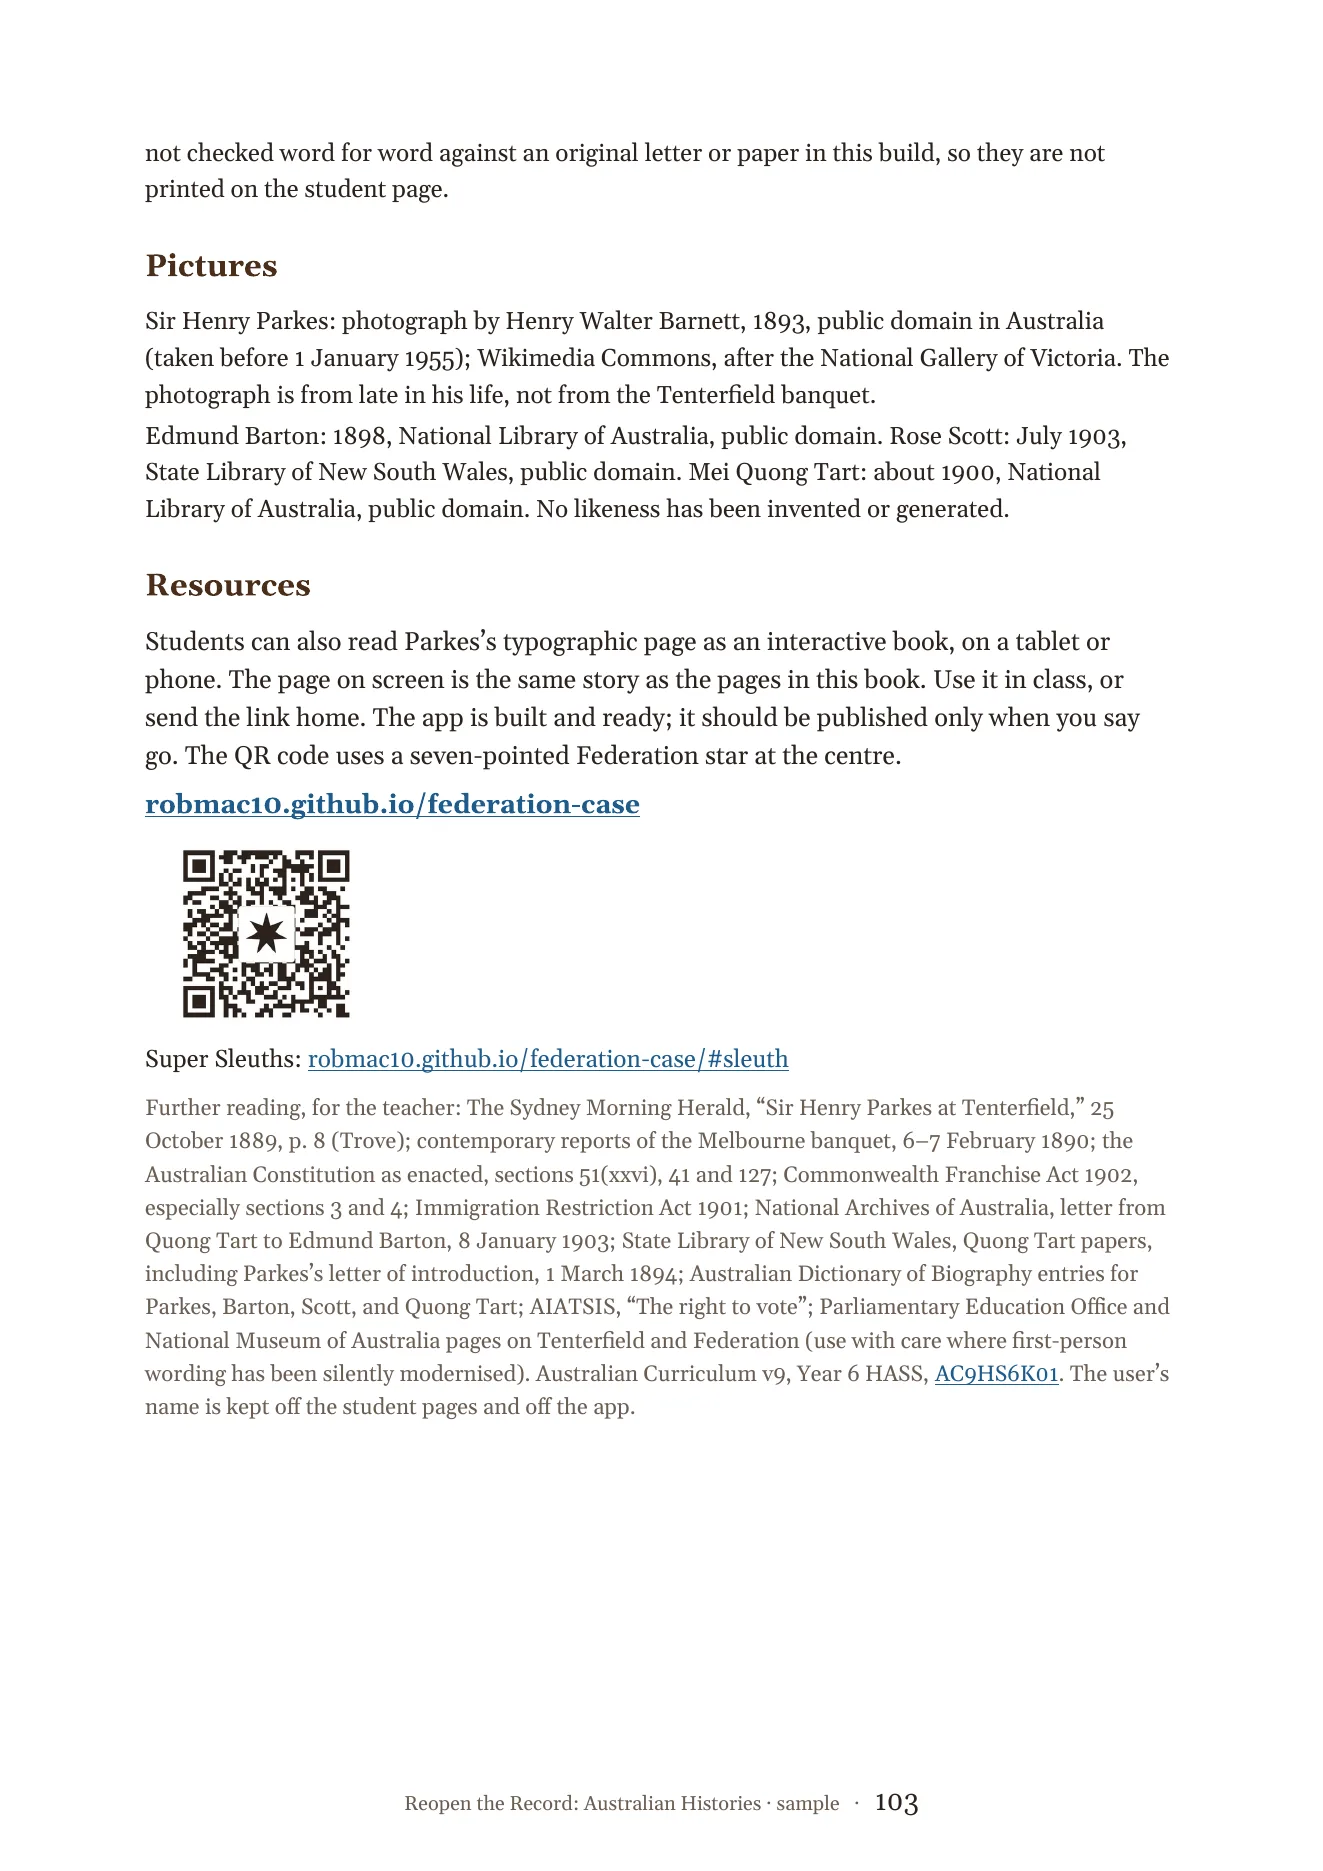 not checked word for word against an original letter or paper in this build, so they are not
printed on the student page.
Pictures
Sir Henry Parkes: photograph by Henry Walter Barnett, 1893, public domain in Australia
(taken before 1 January 1955); Wikimedia Commons, after the National Gallery of Victoria. The
photograph is from late in his life, not from the Tenterfield banquet.
Edmund Barton: 1898, National Library of Australia, public domain. Rose Scott: July 1903,
State Library of New South Wales, public domain. Mei Quong Tart: about 1900, National
Library of Australia, public domain. No likeness has been invented or generated.
Resources
Students can also read Parkes’s typographic page as an interactive book, on a tablet or
phone. The page on screen is the same story as the pages in this book. Use it in class, or
send the link home. The app is built and ready; it should be published only when you say
go. The QR code uses a seven-pointed Federation star at the centre.
robmac10.github.io/federation-case
Super Sleuths: robmac10.github.io/federation-case/#sleuth
Further reading, for the teacher: The Sydney Morning Herald, “Sir Henry Parkes at Tenterfield,” 25
October 1889, p. 8 (Trove); contemporary reports of the Melbourne banquet, 6–7 February 1890; the
Australian Constitution as enacted, sections 51(xxvi), 41 and 127; Commonwealth Franchise Act 1902,
especially sections 3 and 4; Immigration Restriction Act 1901; National Archives of Australia, letter from
Quong Tart to Edmund Barton, 8 January 1903; State Library of New South Wales, Quong Tart papers,
including Parkes’s letter of introduction, 1 March 1894; Australian Dictionary of Biography entries for
Parkes, Barton, Scott, and Quong Tart; AIATSIS, “The right to vote”; Parliamentary Education Office and
National Museum of Australia pages on Tenterfield and Federation (use with care where first-person
wording has been silently modernised). Australian Curriculum v9, Year 6 HASS, AC9HS6K01. The user’s
name is kept off the student pages and off the app.
Reopen the Record: Australian Histories · sample · 103